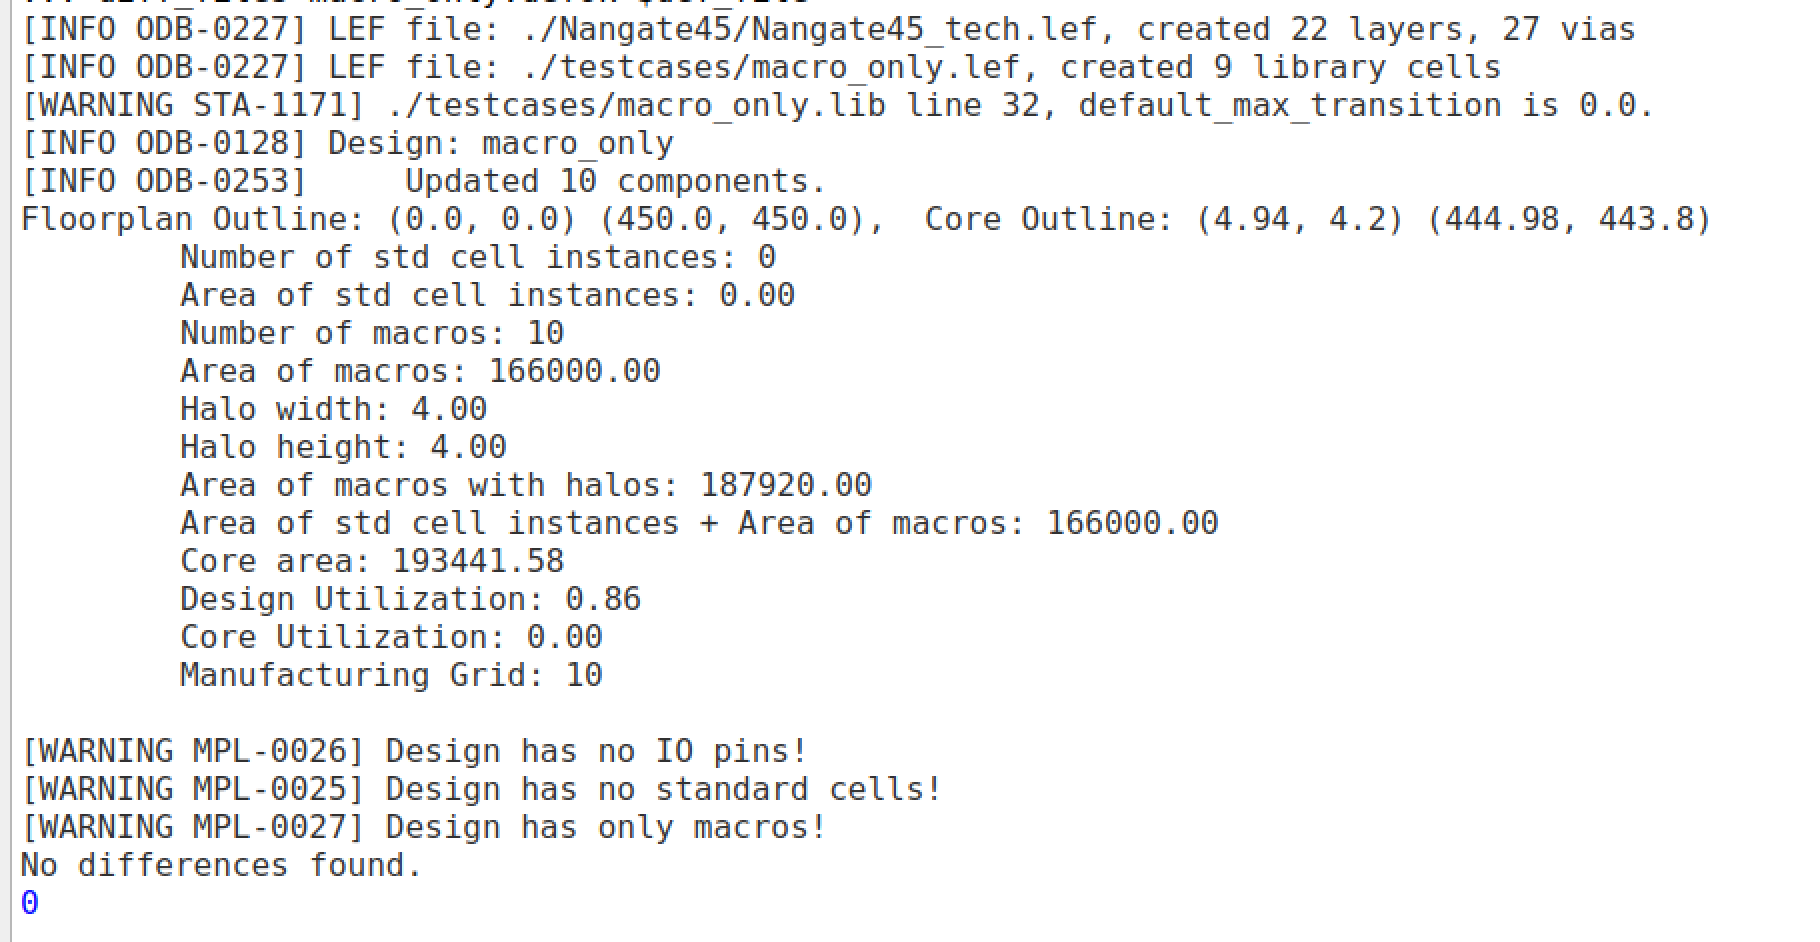 [INFO ODB-0227] LEF file: ./Nangate45/Nangate45_tech.lef, created 22 layers, 27 vias
[INFO ODB-0227] LEF file: ./testcases/macro_only.lef, created 9 library cells
[WARNING STA-1171] ./testcases/macro_only.lib line 32, default_max_transition is 0.0.
[INFO ODB-0128] Design: macro_only
[INFO ODB-0253]     Updated 10 components.
Floorplan Outline: (0.0, 0.0) (450.0, 450.0),  Core Outline: (4.94, 4.2) (444.98, 443.8)
Number of std cell instances: 0
Area of std cell instances: 0.00
Number of macros: 10
Area of macros: 166000.00
Halo width: 4.00
Halo height: 4.00
Area of macros with halos: 187920.00
Area of std cell instances + Area of macros: 166000.00
Core area: 193441.58
Design Utilization: 0.86
Core Utilization: 0.00
Manufacturing Grid: 10
[WARNING MPL-0026] Design has no IO pins!
[WARNING MPL-0025] Design has no standard cells!
[WARNING MPL-0027] Design has only macros!
No differences found.
0